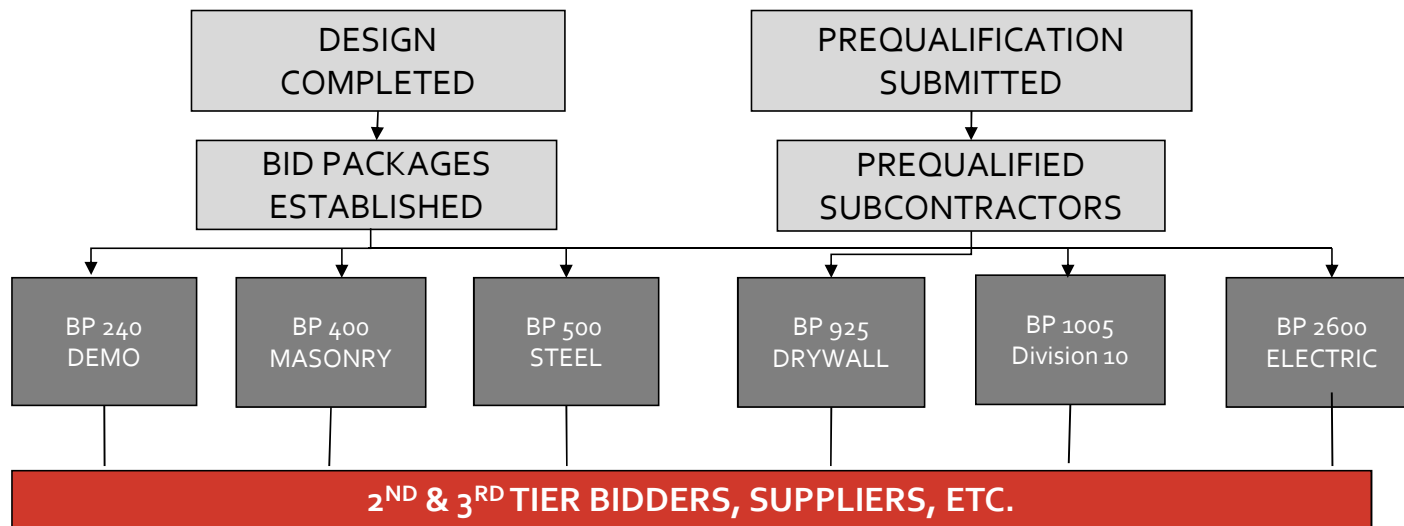 DESIGN
COMPLETED
PREQUALIFICATION
SUBMITTED
BID PACKAGES
ESTABLISHED
PREQUALIFIED
SUBCONTRACTORS
BP 240
DEMO
BP 400
MASONRY
BP 500
STEEL
BP 925
DRYWALL
BP 1005
Division 10
BP 2600
ELECTRIC
2ND & 3RD TIER BIDDERS, SUPPLIERS, ETC.